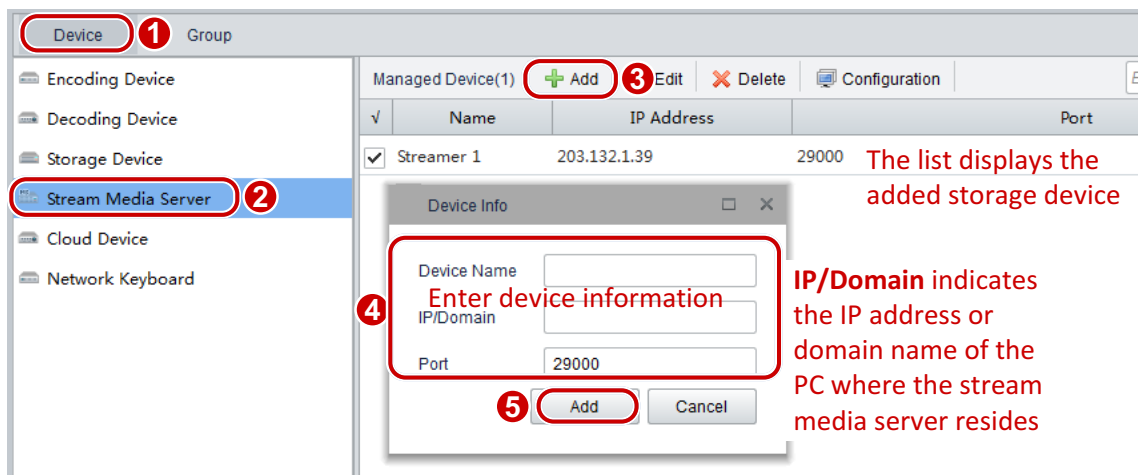 Device 1 Group
Encoding Device
Decoding Device
Storage Device
Stream Media Server 2
Cloud Device
Network Keyboard
Managed Device(1) Add 3 Edit Delete Configuration
√ Name IP Address Port
Streamer 1 203.132.1.39 29000
The list displays the
added storage device
Device Info
Device Name
Enter device information
4
IP/Domain
Port 29000
5 Add Cancel
IP/Domain indicates
the IP address or
domain name of the
PC where the stream
media server resides